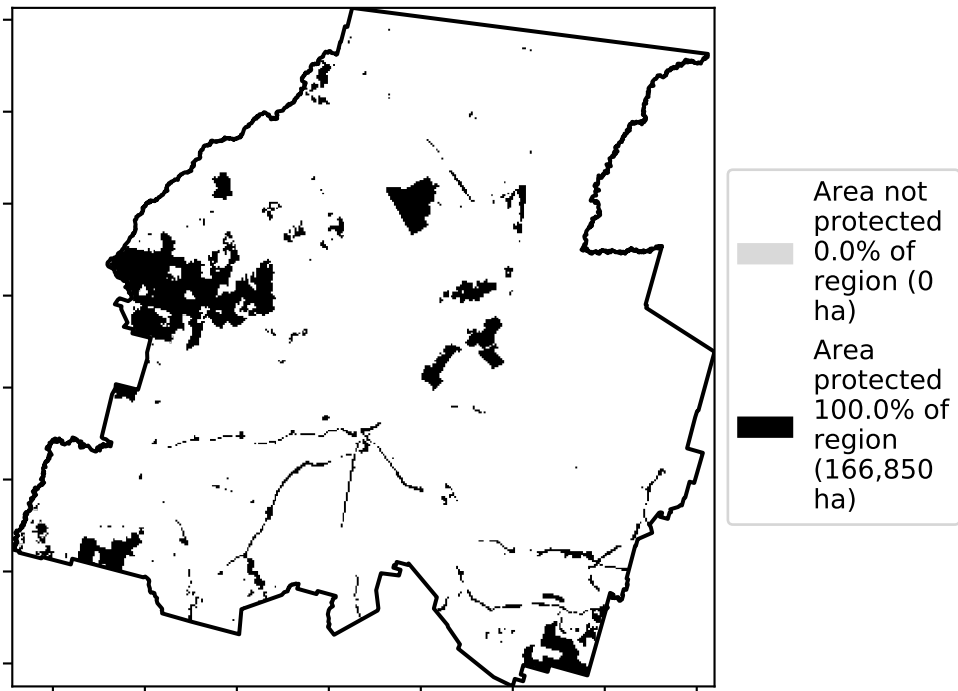 Area not
protected
0.0% of
region (0
ha)
Area
protected
100.0% of
region
(166,850
ha)